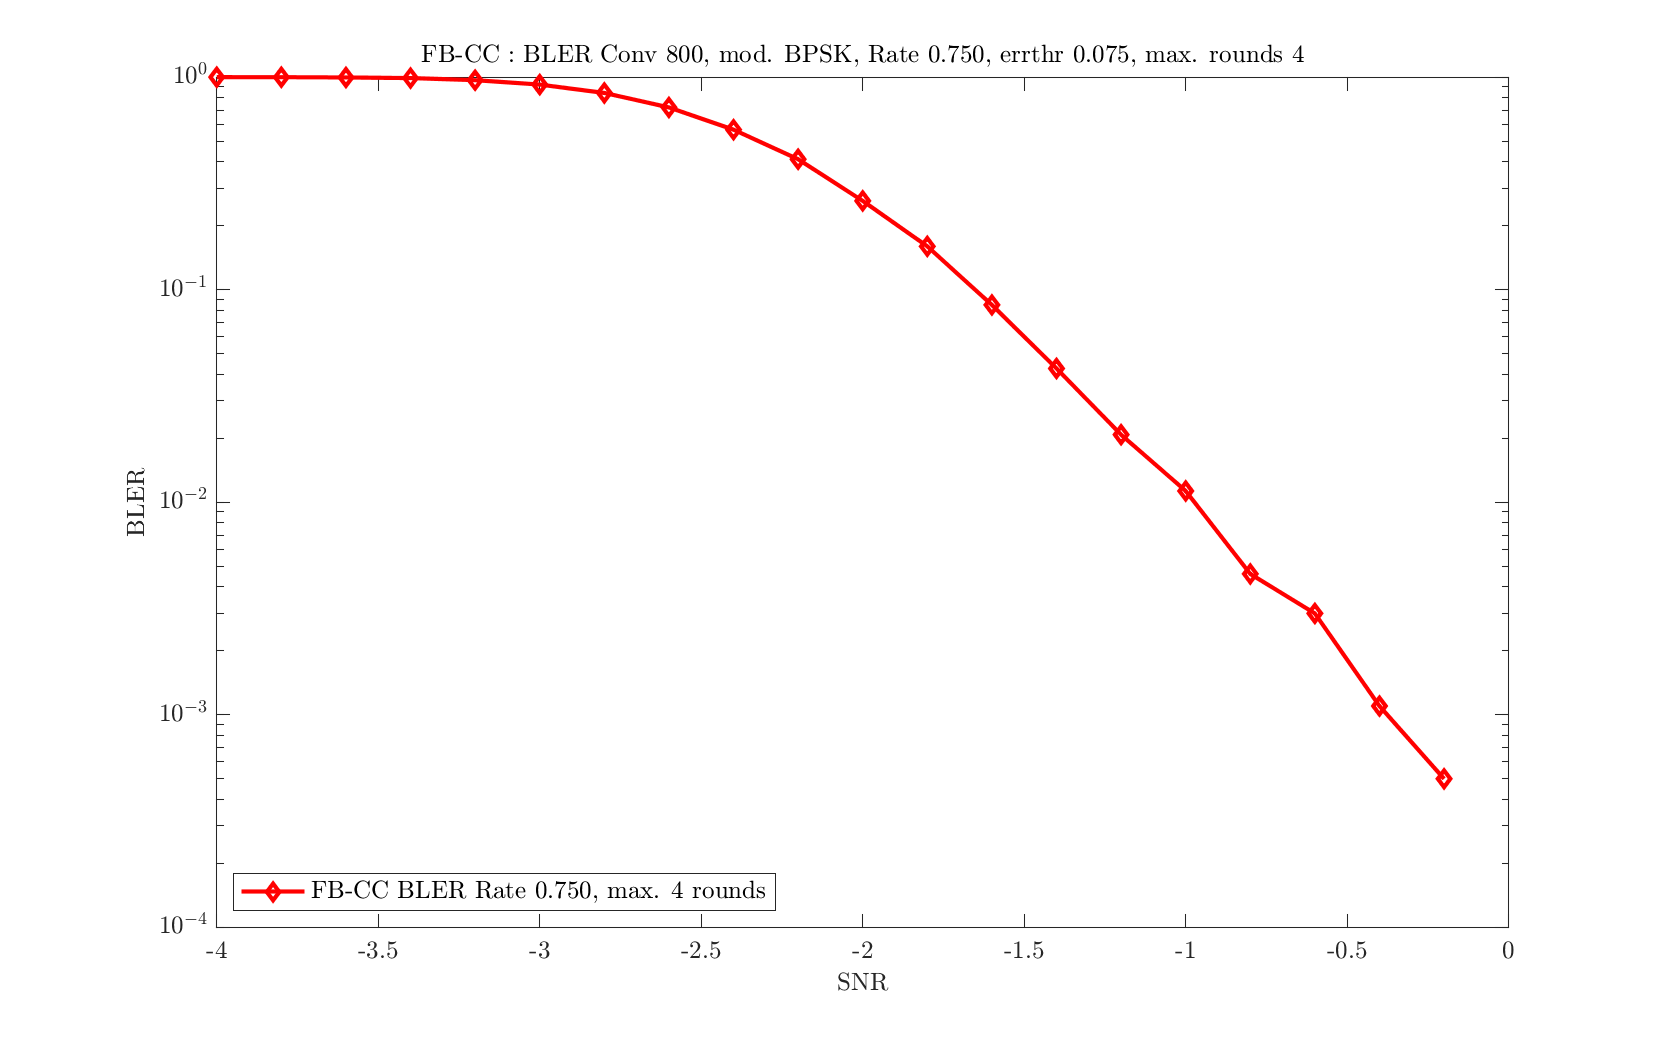 FB-CC : BLER Conv 800, mod. BPSK, Rate 0.750, errthr 0.075, max. rounds 4
10^0
10^-1
10^-2
10^-3
10^-4
BLER
FB-CC BLER Rate 0.750, max. 4 rounds
-4 -3.5 -3 -2.5 -2 -1.5 -1 -0.5 0
SNR